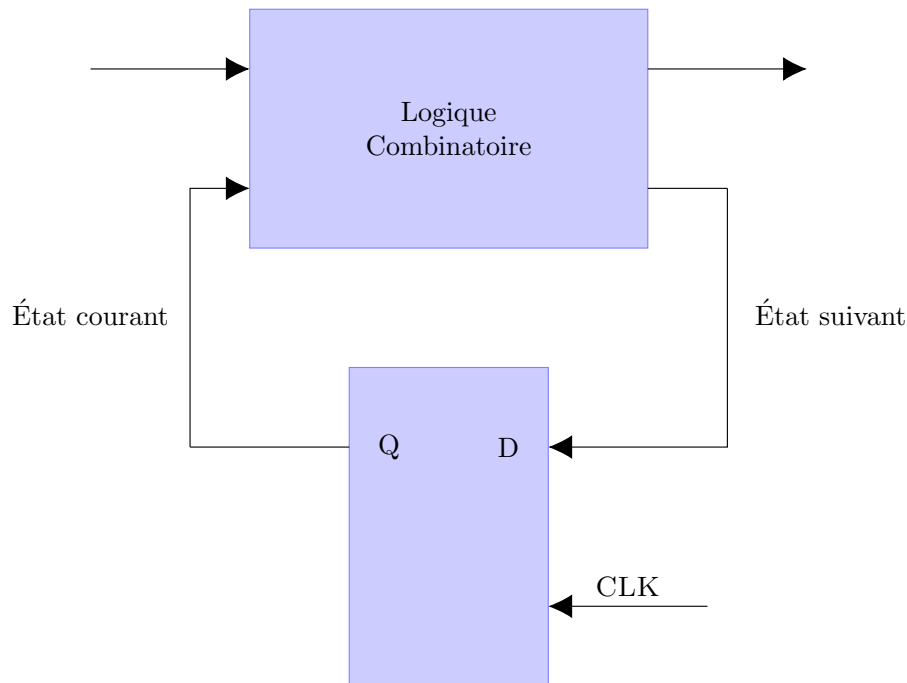 Logique
Combinatoire
État courant
État suivant
Q
D
CLK